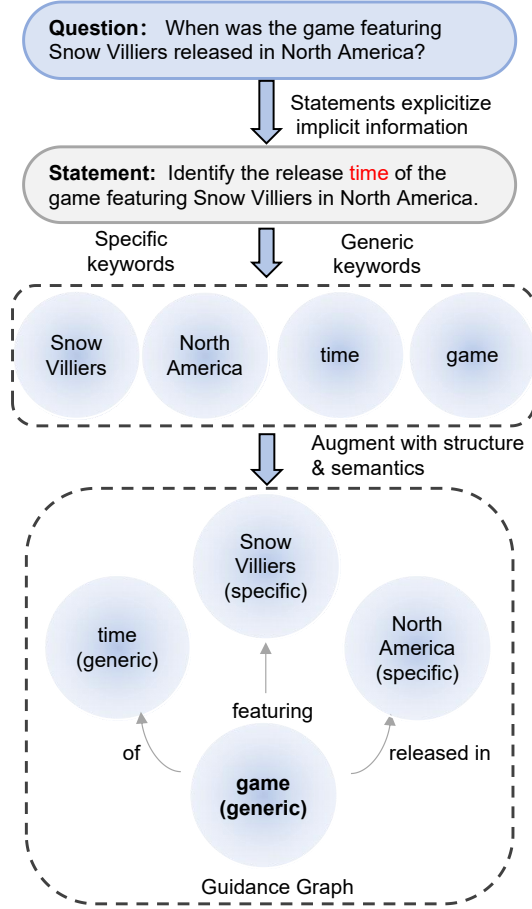 Question: When was the game featuring
Snow Villiers released in North America?
Statements explicitize
implicit information
Statement: Identify the release time of the
game featuring Snow Villiers in North America.
Specific
keywords
Generic
keywords
Snow
Villiers
North
America
time
game
Augment with structure
& semantics
Snow
Villiers
(specific)
time
(generic)
North
America
(specific)
featuring
of
released in
game
(generic)
Guidance Graph